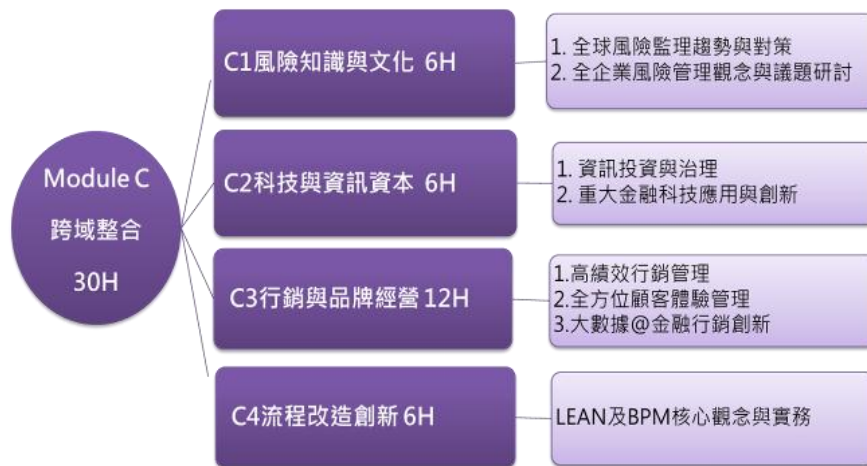 Module C
跨域整合
30H
C1風險知識與文化 6H
1. 全球風險監理趨勢與對策
2. 全企業風險管理觀念與議題研討
C2科技與資訊資本 6H
1. 資訊投資與治理
2. 重大金融科技應用與創新
C3行銷與品牌經營 12H
1.高績效行銷管理
2.全方位顧客體驗管理
3.大數據@金融行銷創新
C4流程改造創新 6H
LEAN及BPM核心觀念與實務